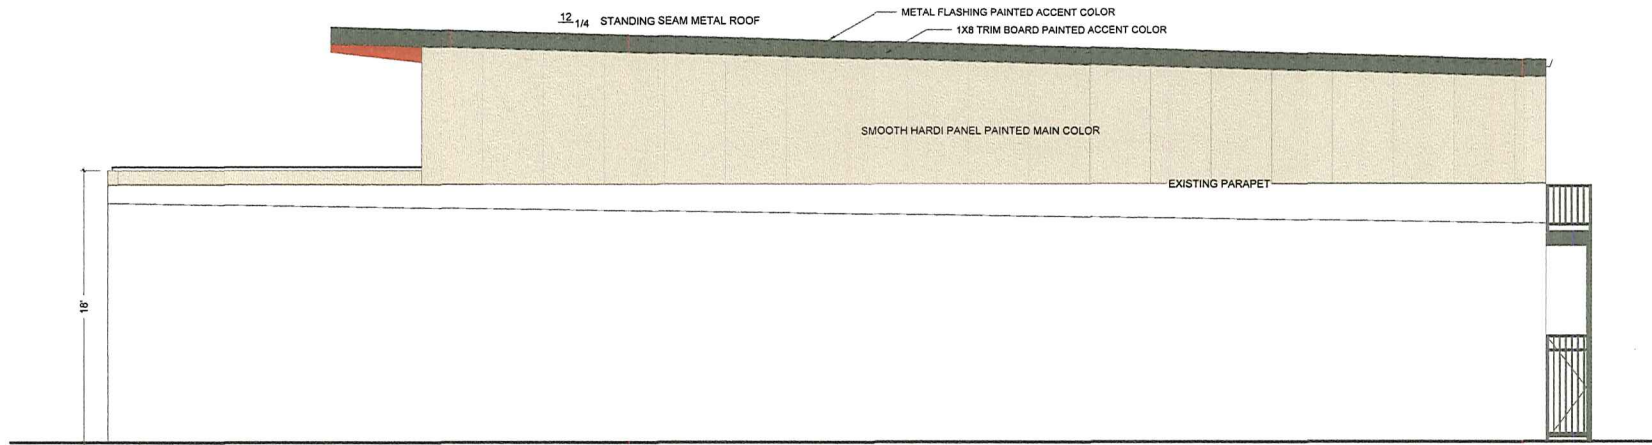 12
1/4 STANDING SEAM METAL ROOF
METAL FLASHING PAINTED ACCENT COLOR
1X8 TRIM BOARD PAINTED ACCENT COLOR
SMOOTH HARDI PANEL PAINTED MAIN COLOR
EXISTING PARAPET
18'